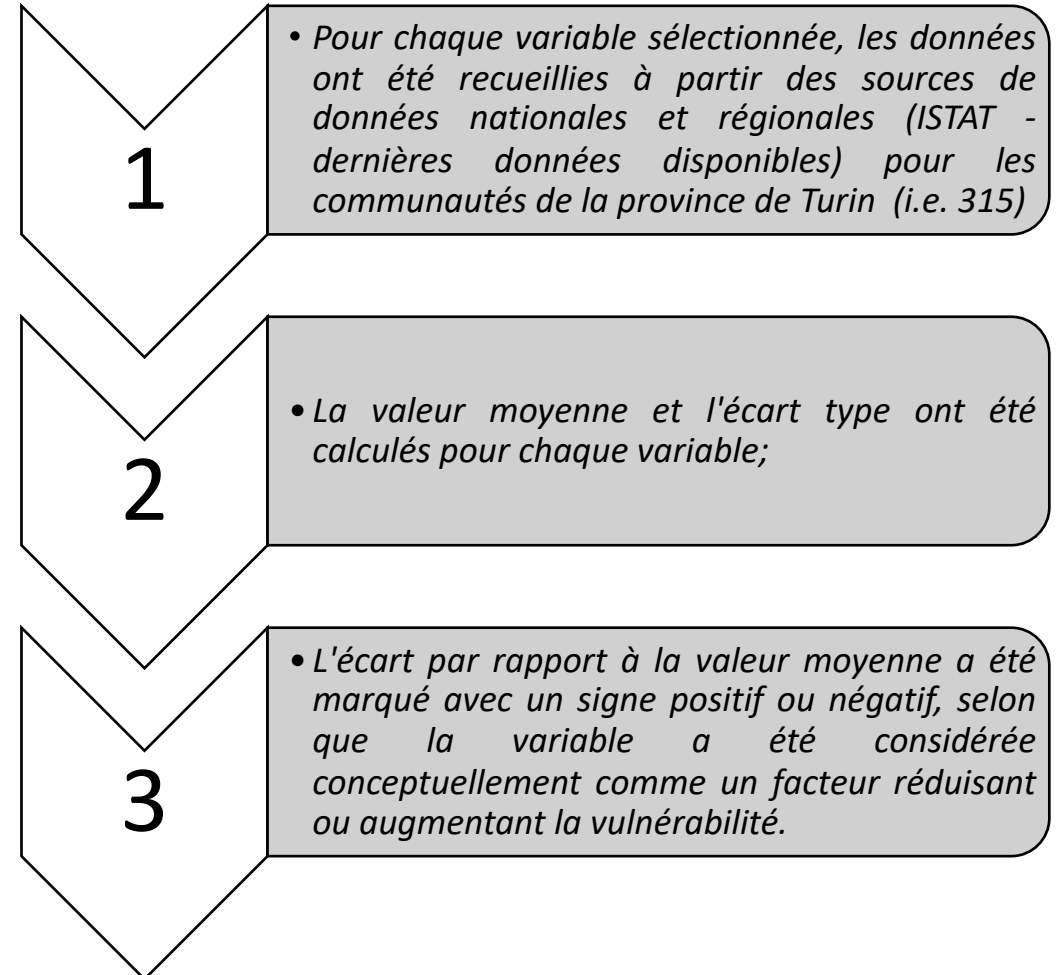 1
• Pour chaque variable sélectionnée, les données
ont été recueillies à partir des sources de
données nationales et régionales (ISTAT -
dernières données disponibles) pour les
communautés de la province de Turin (i.e. 315)
2
• La valeur moyenne et l'écart type ont été
calculés pour chaque variable;
3
• L'écart par rapport à la valeur moyenne a été
marqué avec un signe positif ou négatif, selon
que la variable a été considérée
conceptuellement comme un facteur réduisant
ou augmentant la vulnérabilité.